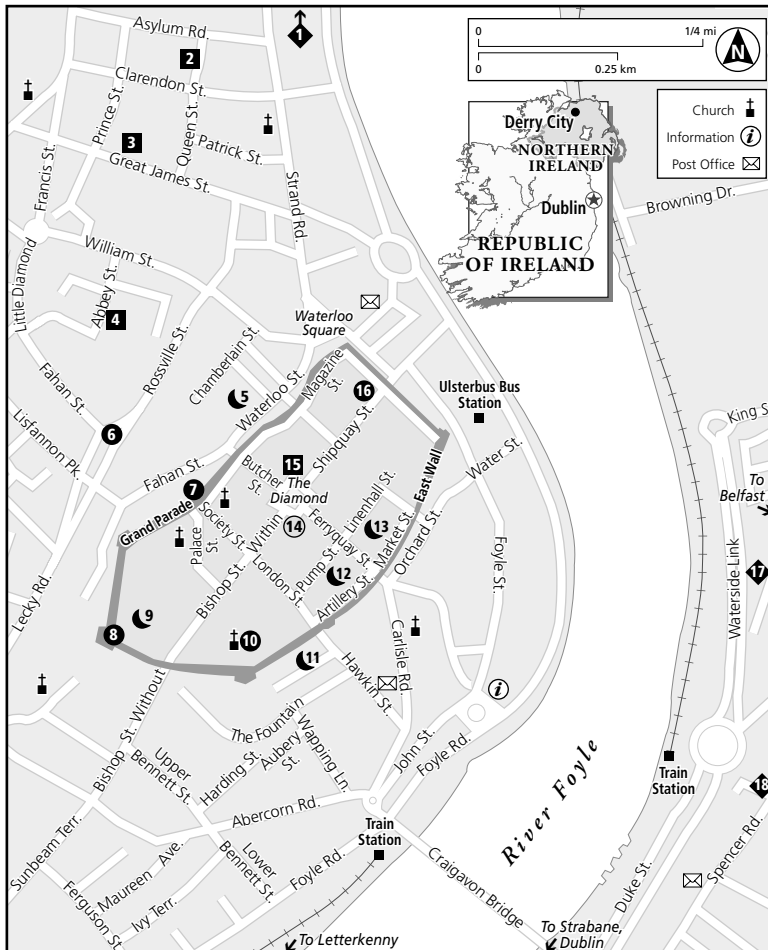 Asylum Rd.
1
2
Clarendon St.
Prince St.
Queen St.
3
Patrick St.
Great James St.
Francis St.
Strand Rd.
William St.
Little Diamond
Abbey St.
4
Rossville St.
Waterloo
Square
Chamberlain St.
5
Waterloo St.
Magazine
St.
16
Ulsterbus Bus
Station
Fahan St.
Lisfannon Pk.
6
Fahan St.
7
Butcher
St.
15
The
Diamond
Shipquay St.
East Wall
Water St.
Grand Parade
Society St.
Palace
St.
Bishop St. Within
14
Ferryquay St.
Linenhall St.
13
Market St.
Orchard St.
Foyle St.
London St.
Pump St.
12
Artillery St.
Lecky Rd.
8
9
10
11
Carlisle Rd.
Hawkin St.
Bishop St. Without
The Fountain
Wapping Ln.
Upper
Bennett St.
Harding St.
Aubery
St.
John St.
Foyle Rd.
Abercorn Rd.
Sunbeam Terr.
Maureen Ave.
Lower
Bennett St.
Train
Station
Foyle Rd.
Ferguson St.
Ivy Terr.
To Letterkenny
Craigavon Bridge
To Strabane,
Dublin
River Foyle
Train
Station
Duke St.
Spencer Rd.
18
17
Waterside-Link
To
Belfast
King S
Browning Dr.
0 1/4 mi
0 0.25 km
N
Church
Information i
Post Office
Derry City
NORTHERN
IRELAND
Dublin
REPUBLIC
OF IRELAND
i